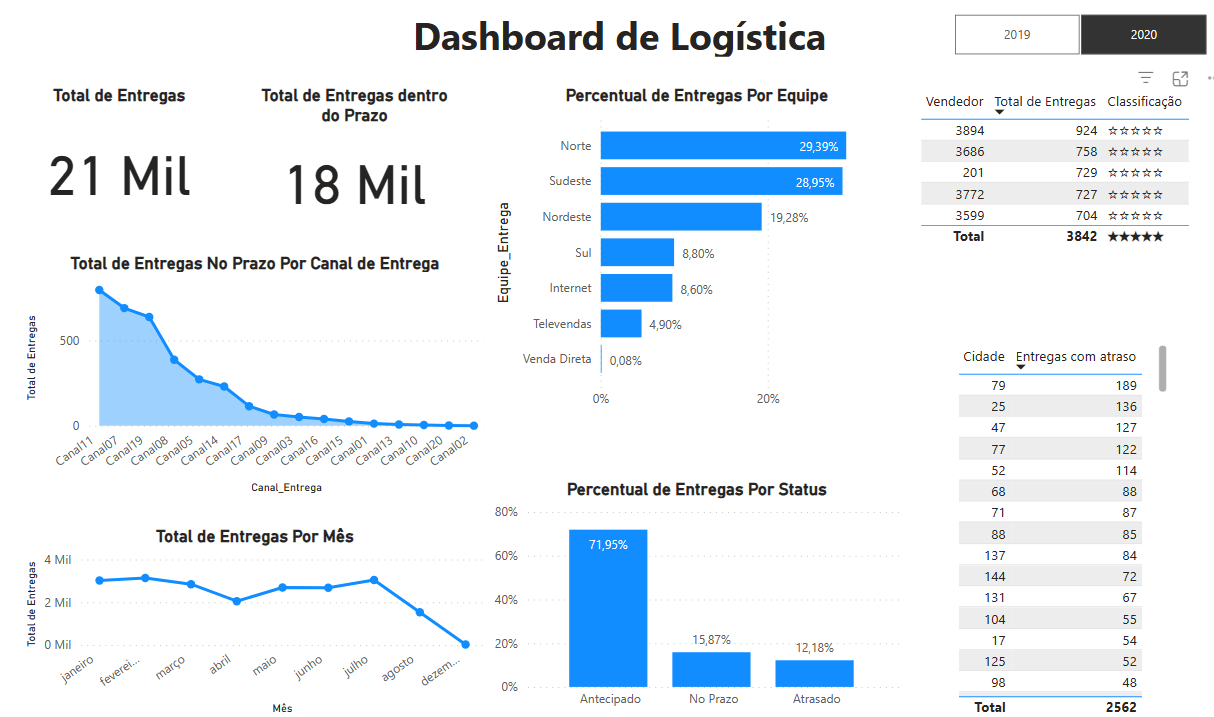 Dashboard de Logística
2019
2020
Total de Entregas
21 Mil
Total de Entregas dentro
do Prazo
18 Mil
Percentual de Entregas Por Equipe
Equipe_Entrega
Norte 29,39%
Sudeste 28,95%
Nordeste 19,28%
Sul 8,80%
Internet 8,60%
Televendas 4,90%
Venda Direta 0,08%
0% 20%
Vendedor Total de Entregas Classificação
3894 924 ☆☆☆☆☆
3686 758 ☆☆☆☆☆
201 729 ☆☆☆☆☆
3772 727 ☆☆☆☆☆
3599 704 ☆☆☆☆☆
Total 3842 ★★★★★
Total de Entregas No Prazo Por Canal de Entrega
Total de Entregas
500
0
Canal11 Canal07 Canal19 Canal08 Canal05 Canal14 Canal17 Canal09 Canal03 Canal16 Canal15 Canal01 Canal13 Canal10 Canal20 Canal02
Canal_Entrega
Total de Entregas Por Mês
Total de Entregas
4 Mil
2 Mil
0 Mil
janeiro feverei... março abril maio junho julho agosto dezem...
Mês
Percentual de Entregas Por Status
80%
60%
40%
20%
0%
71,95% 15,87% 12,18%
Antecipado No Prazo Atrasado
Cidade Entregas com atraso
79 189
25 136
47 127
77 122
52 114
68 88
71 87
88 85
137 84
144 72
131 67
104 55
17 54
125 52
98 48
Total 2562